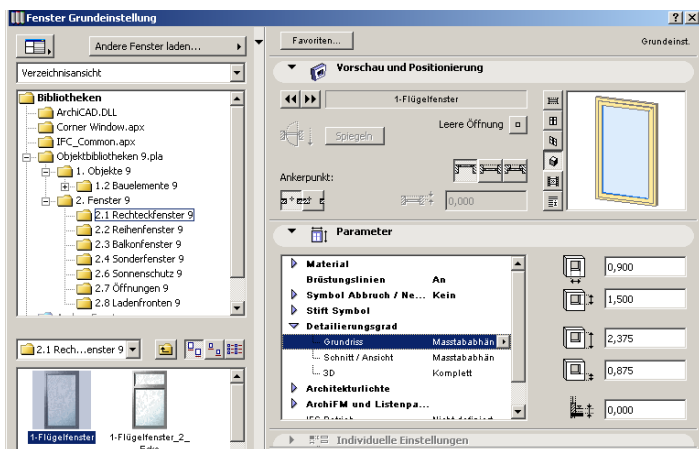 Fenster Grundeinstellung
Andere Fenster laden...
Verzeichnisansicht
Bibliotheken
ArchiCAD.DLL
Corner Window.apx
IFC_Common.apx
Objektbibliotheken 9.pla
1. Objekte 9
1.2 Bauelemente 9
2. Fenster 9
2.1 Rechteckfenster 9
2.2 Reihenfenster 9
2.3 Balkonfenster 9
2.4 Sonderfenster 9
2.6 Sonnenschutz 9
2.7 Öffnungen 9
2.8 Ladenfronten 9
2.1 Rech...enster 9
1-Flügelfenster
1-Flügelfenster_2_
Favoriten...
Grundeinst.
Vorschau und Positionierung
1-Flügelfenster
Leere Öffnung
Spiegeln
Ankerpunkt:
0,000
Parameter
Material
Brüstungslinien An
Symbol Abbruch / Ne... Kein
Stift Symbol
Detailierungsgrad
Grundriss Masstababhän
Schnitt / Ansicht Masstababhän
3D Komplett
Architekturlichte
ArchiFM und Listenpa...
0,900
1,500
2,375
0,875
0,000
Individuelle Einstellungen